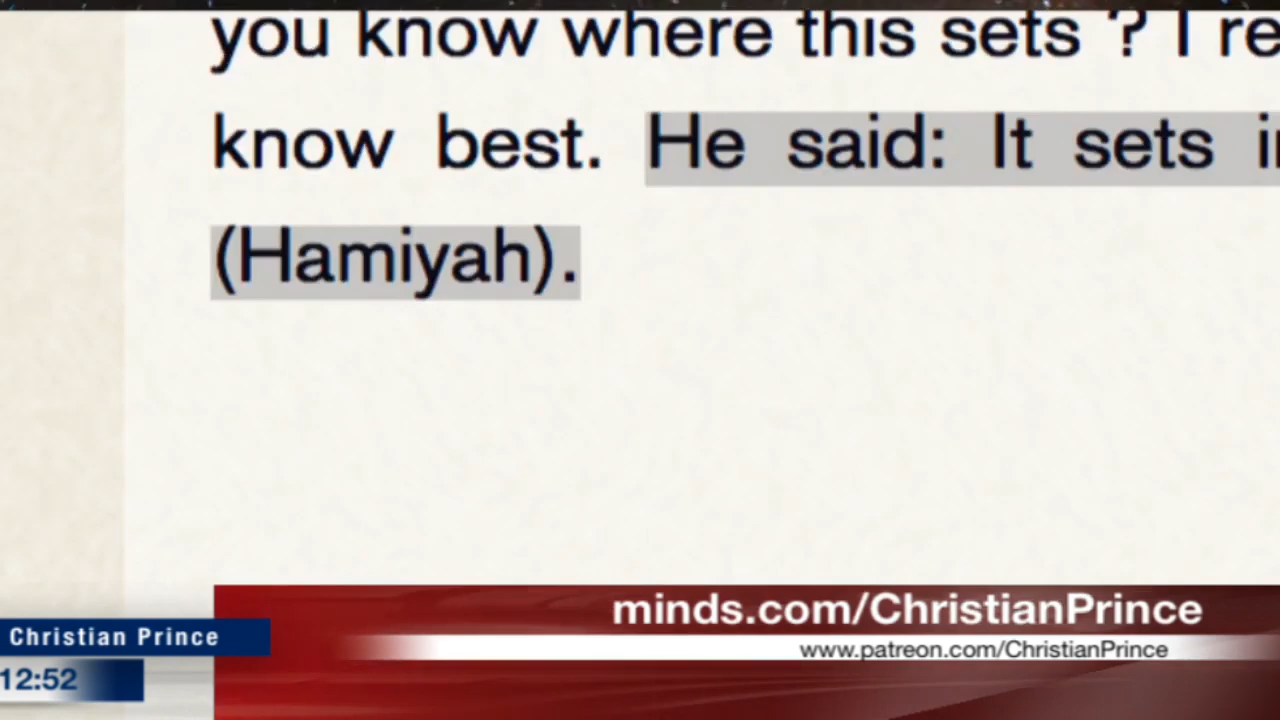 you know where this sets ? I re
know best. He said: It sets i
(Hamiyah).
minds.com/ChristianPrince
Christian Prince
www.patreon.com/ChristianPrince
12:52